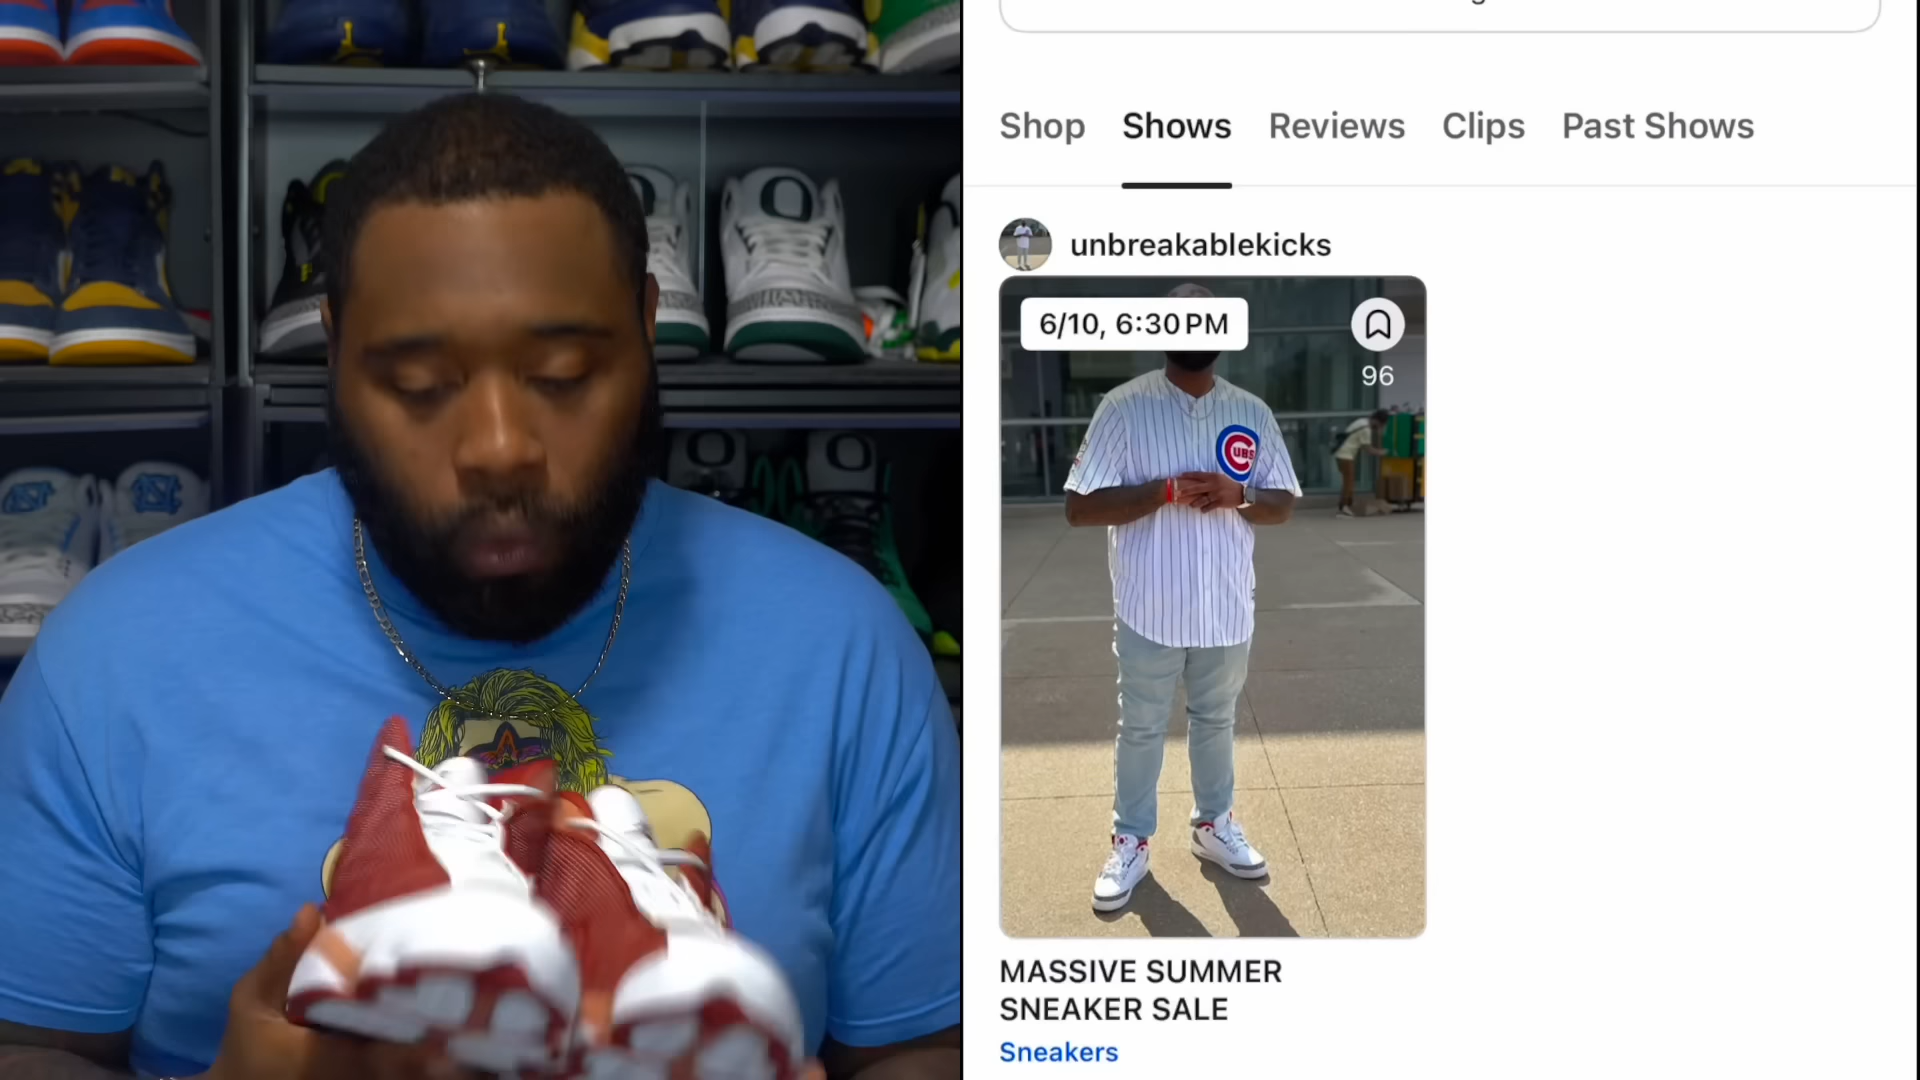 Shop Shows Reviews Clips Past Shows
unbreakablekicks
6/10, 6:30 PM
96
CUBS
MASSIVE SUMMER
SNEAKER SALE
Sneakers